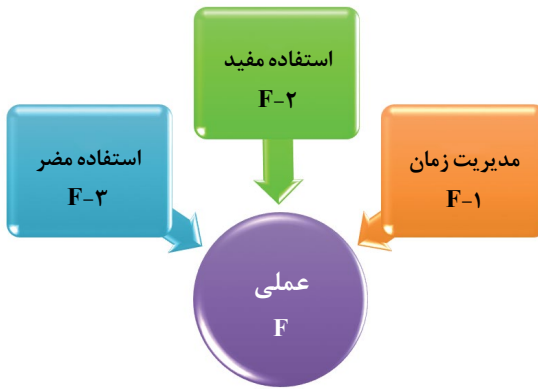 استفاده مفید
F-۲
مدیریت زمان
F-۱
استفاده مضر
F-۳
عملی
F